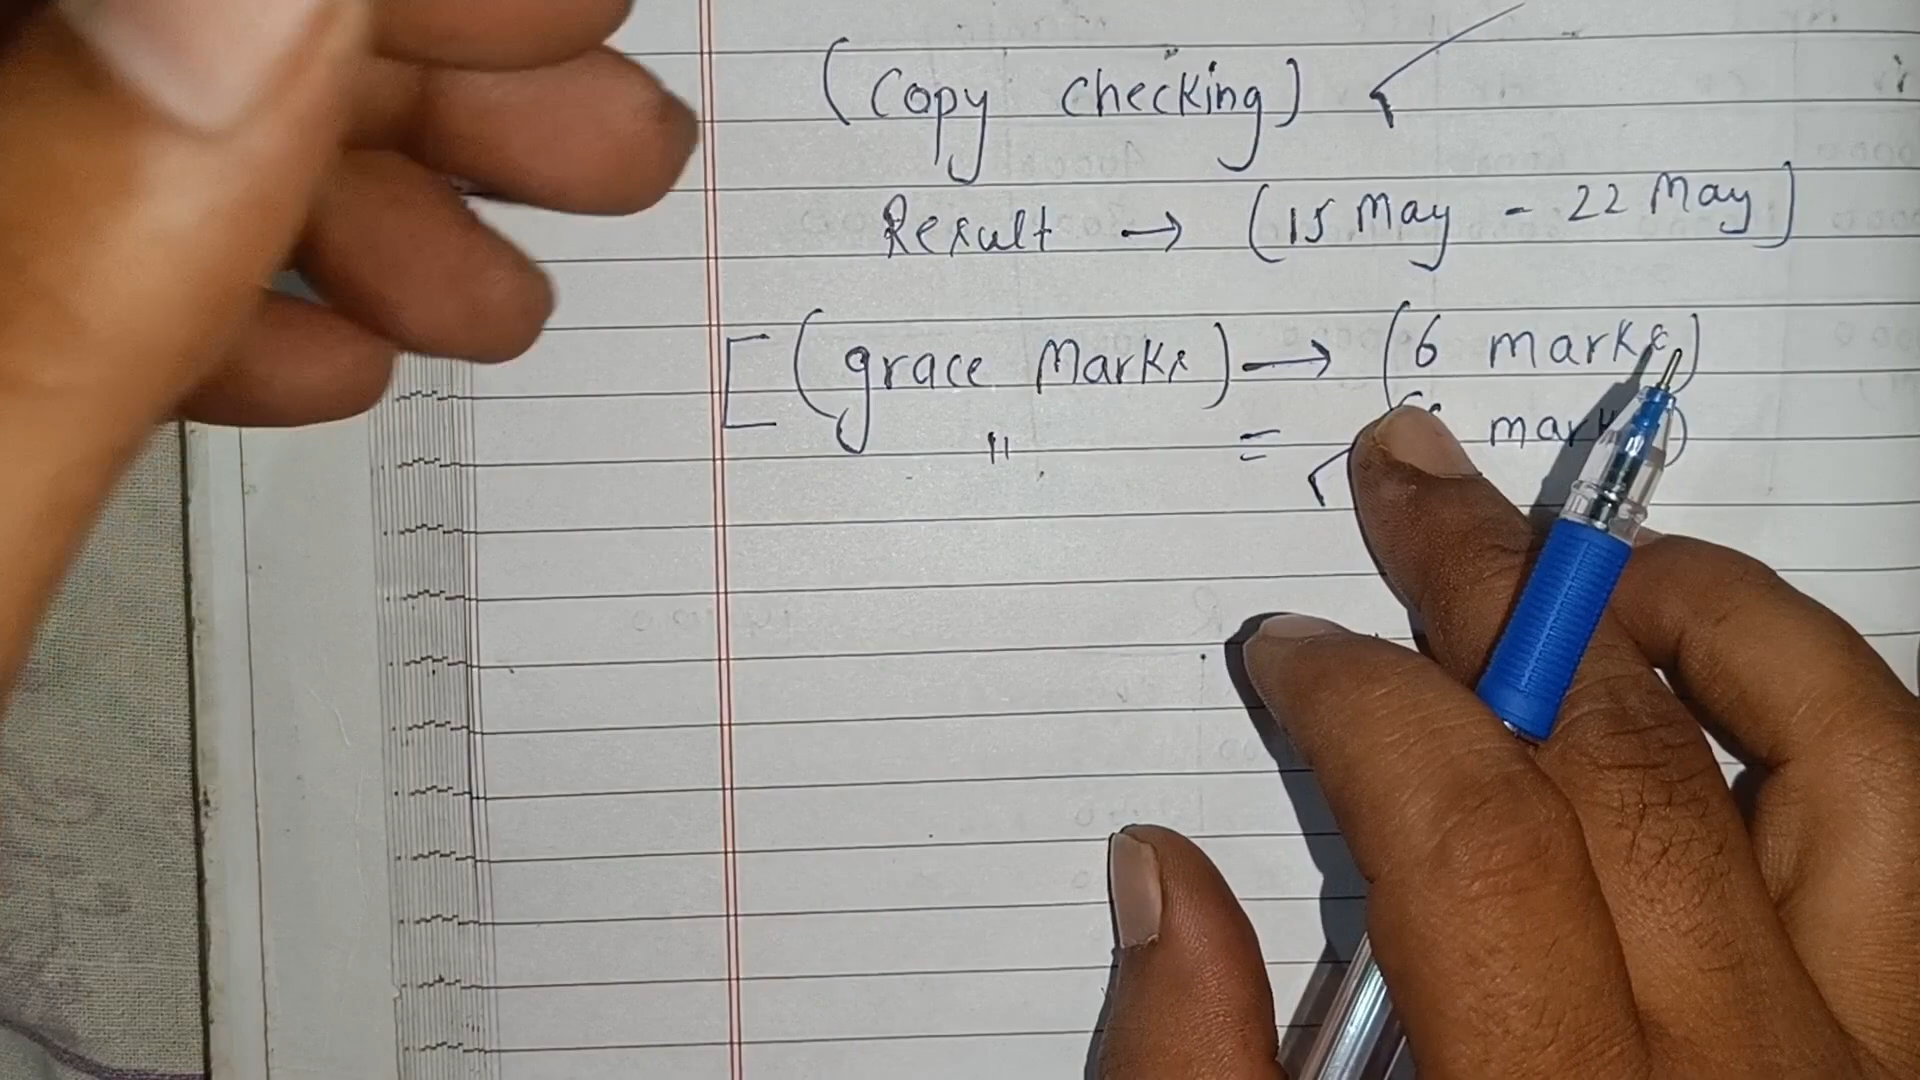 (Copy checking)
Result → (15 May - 22 May)
[(grace Marks) → (6 marks)
" = marks)